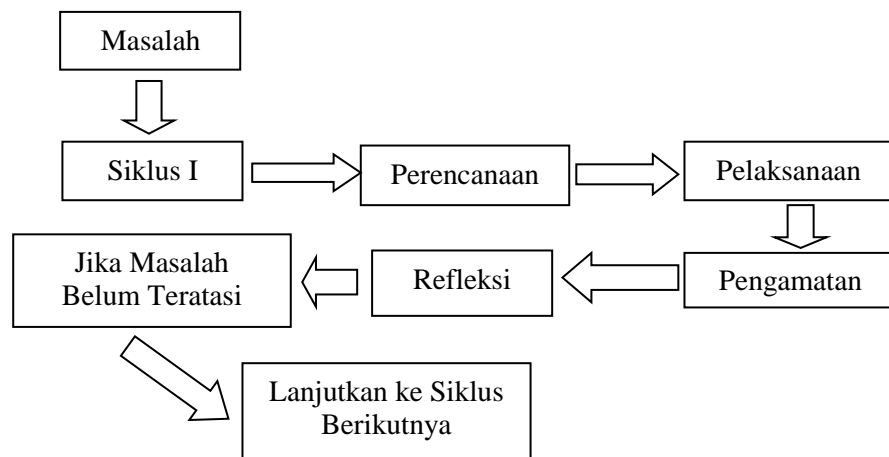 Masalah
Siklus I
Perencanaan
Pelaksanaan
Pengamatan
Refleksi
Jika Masalah
Belum Teratasi
Lanjutkan ke Siklus
Berikutnya